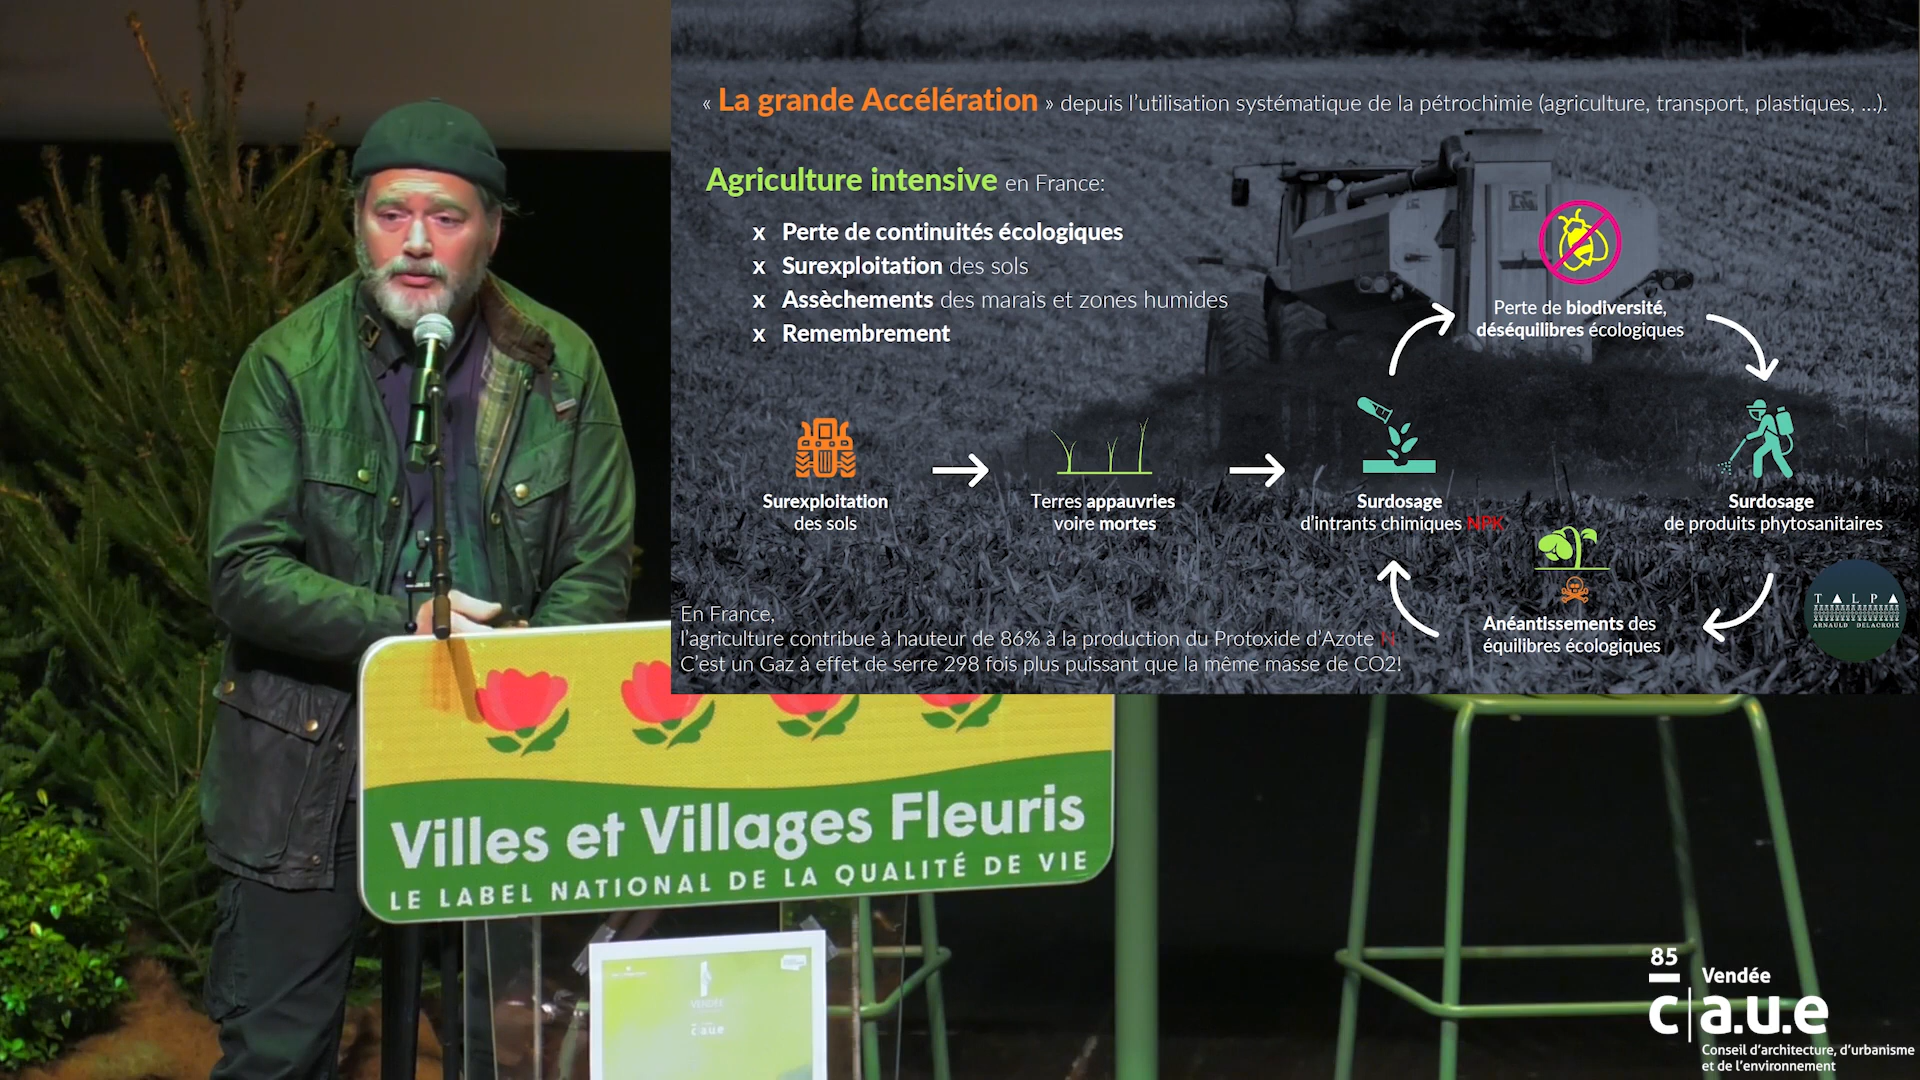 « La grande Accélération » depuis l'utilisation systématique de la pétrochimie (agriculture, transport, plastiques, ...).
Agriculture intensive en France:
x Perte de continuités écologiques
x Surexploitation des sols
x Assèchements des marais et zones humides
x Remembrement
Perte de biodiversité,
déséquilibres écologiques
Surexploitation
des sols
Terres appauvries
voire mortes
Surdosage
d'intrants chimiques NPK
Surdosage
de produits phytosanitaires
Anéantissements des
équilibres écologiques
En France,
l'agriculture contribue à hauteur de 86% à la production du Protoxide d'Azote N
C'est un Gaz à effet de serre 298 fois plus puissant que la même masse de CO2!
TALPA
ARNAULD DELACROIX
Villes et Villages Fleuris
LE LABEL NATIONAL DE LA QUALITÉ DE VIE
VENDÉE
c|aue
85
Vendée
c|a.u.e
Conseil d'architecture, d'urbanisme
et de l'environnement